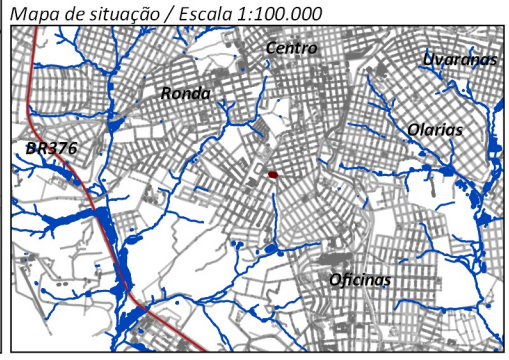 Mapa de situação / Escala 1:100.000
Centro
Uvaranas
Ronda
Olarias
BR376
Oficinas